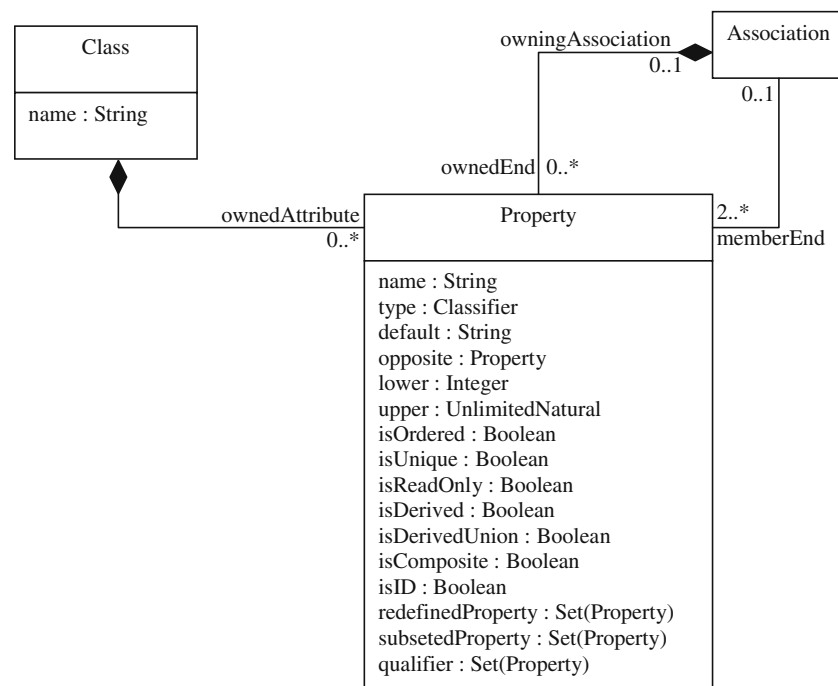 Class
name : String
owningAssociation
0..1
Association
0..1
ownedEnd 0..*
ownedAttribute
0..*
2..*
memberEnd
Property
name : String
type : Classifier
default : String
opposite : Property
lower : Integer
upper : UnlimitedNatural
isOrdered : Boolean
isUnique : Boolean
isReadOnly : Boolean
isDerived : Boolean
isDerivedUnion : Boolean
isComposite : Boolean
isID : Boolean
redefinedProperty : Set(Property)
subsetedProperty : Set(Property)
qualifier : Set(Property)